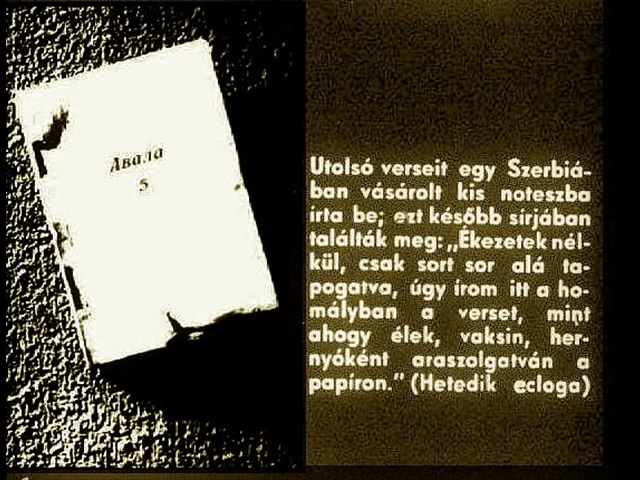 Авала
5
Utolsó verseit egy Szerbiá-
ban vásárolt kis noteszba
írta be; ezt később sírjában
találták meg: „Ékezetek nél-
kül, csak sort sor alá ta-
pogatva, úgy írom itt a ho-
mályban a verset, mint
ahogy élek, vaksin, her-
nyóként araszolgatván a
papíron.” (Hetedik ecloga)